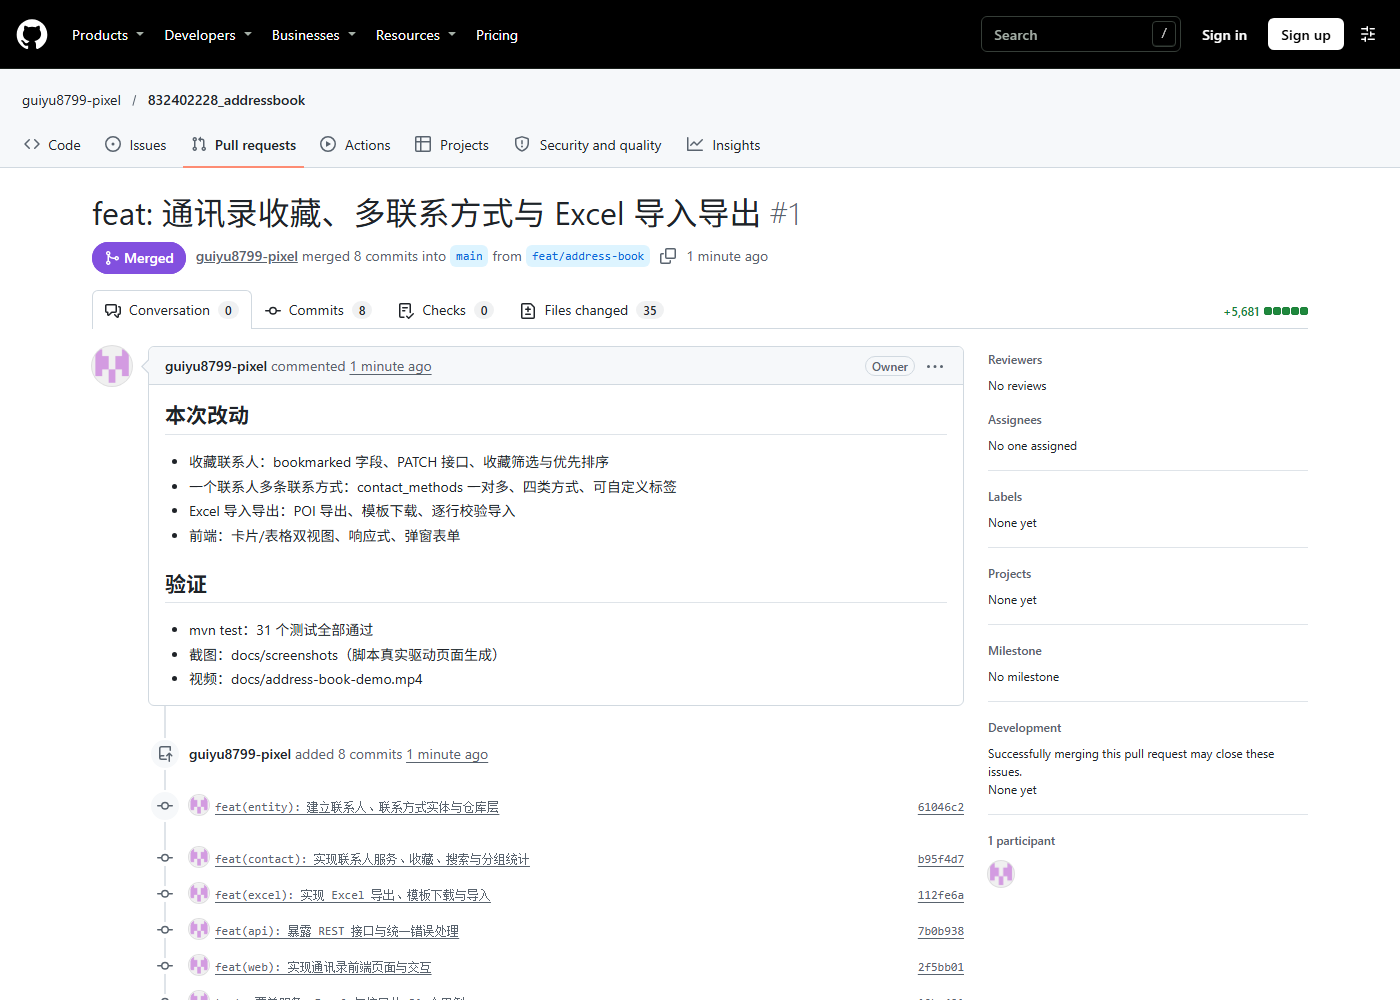 Products Developers Businesses Resources Pricing Search / Sign in Sign up
guiyu8799-pixel / 832402228_addressbook
Code Issues Pull requests Actions Projects Security and quality Insights
feat: 通讯录收藏、多联系方式与 Excel 导入导出 #1
Merged guiyu8799-pixel merged 8 commits into main from feat/address-book 1 minute ago
Conversation 0 Commits 8 Checks 0 Files changed 35 +5,681
guiyu8799-pixel commented 1 minute ago Owner
本次改动
收藏联系人：bookmarked 字段、PATCH 接口、收藏筛选与优先排序
一个联系人多条联系方式：contact_methods 一对多、四类方式、可自定义标签
Excel 导入导出：POI 导出、模板下载、逐行校验导入
前端：卡片/表格双视图、响应式、弹窗表单
验证
mvn test：31 个测试全部通过
截图：docs/screenshots（脚本真实驱动页面生成）
视频：docs/address-book-demo.mp4
guiyu8799-pixel added 8 commits 1 minute ago
feat(entity): 建立联系人、联系方式实体与仓库层 61046c2
feat(contact): 实现联系人服务、收藏、搜索与分组统计 b95f4d7
feat(excel): 实现 Excel 导出、模板下载与导入 112fe6a
feat(api): 暴露 REST 接口与统一错误处理 7b0b938
feat(web): 实现通讯录前端页面与交互 2f5bb01
Reviewers
No reviews
Assignees
No one assigned
Labels
None yet
Projects
None yet
Milestone
No milestone
Development
Successfully merging this pull request may close these
issues.
None yet
1 participant